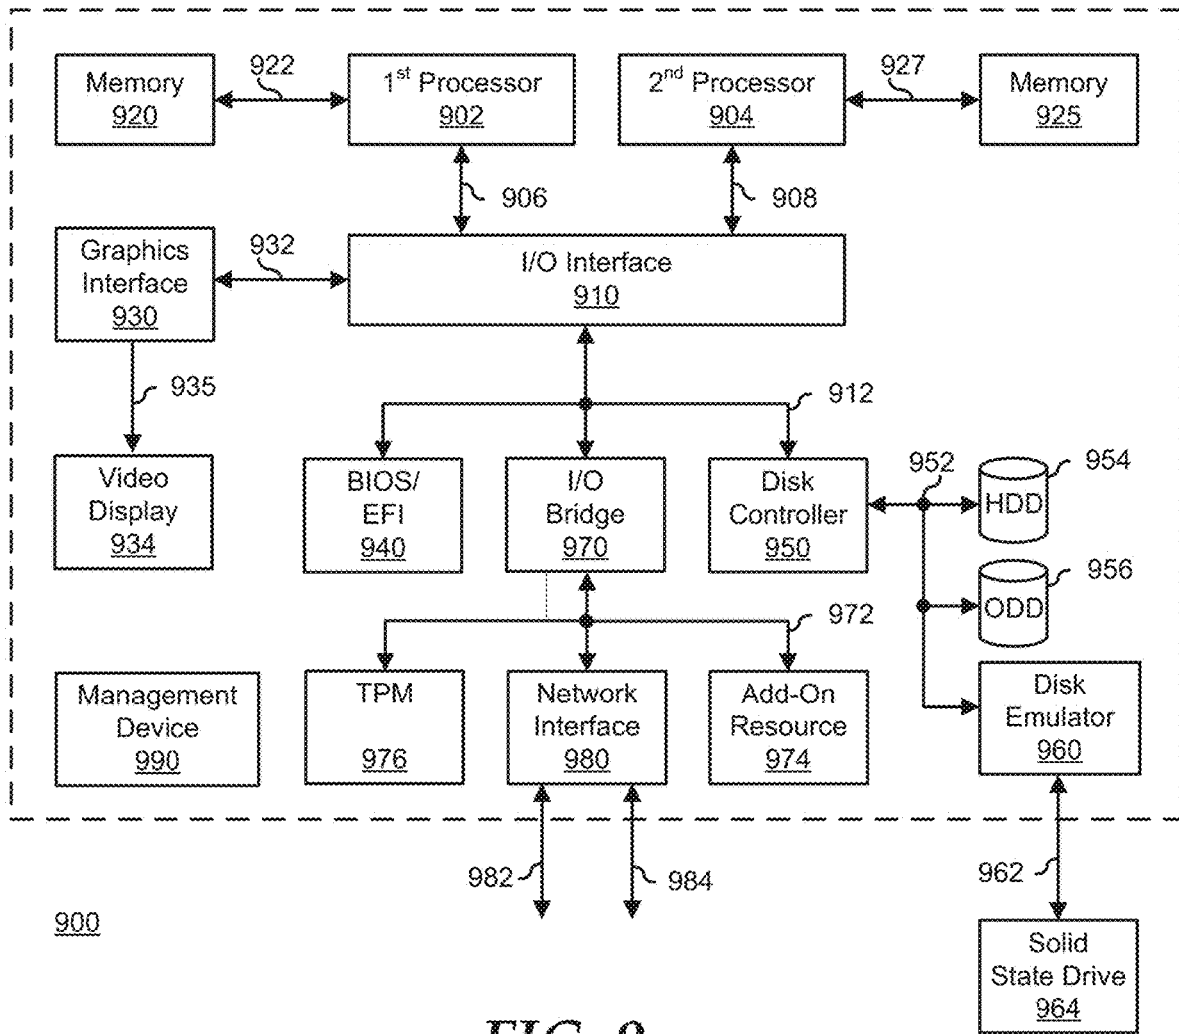 922
927
Memory
920
1st Processor
902
2nd Processor
904
Memory
925
906
908
Graphics
Interface
930
932
I/O Interface
910
935
912
Video
Display
934
BIOS/
EFI
940
I/O
Bridge
970
Disk
Controller
950
952
HDD
954
ODD
956
972
Management
Device
990
TPM
976
Network
Interface
980
Add-On
Resource
974
Disk
Emulator
960
982
984
962
900
Solid
State Drive
964